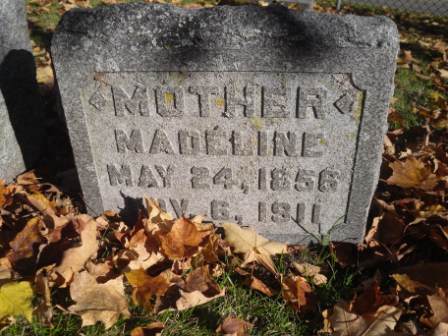 MOTHER
MADELINE
MAY 24, 1856
6, 1911